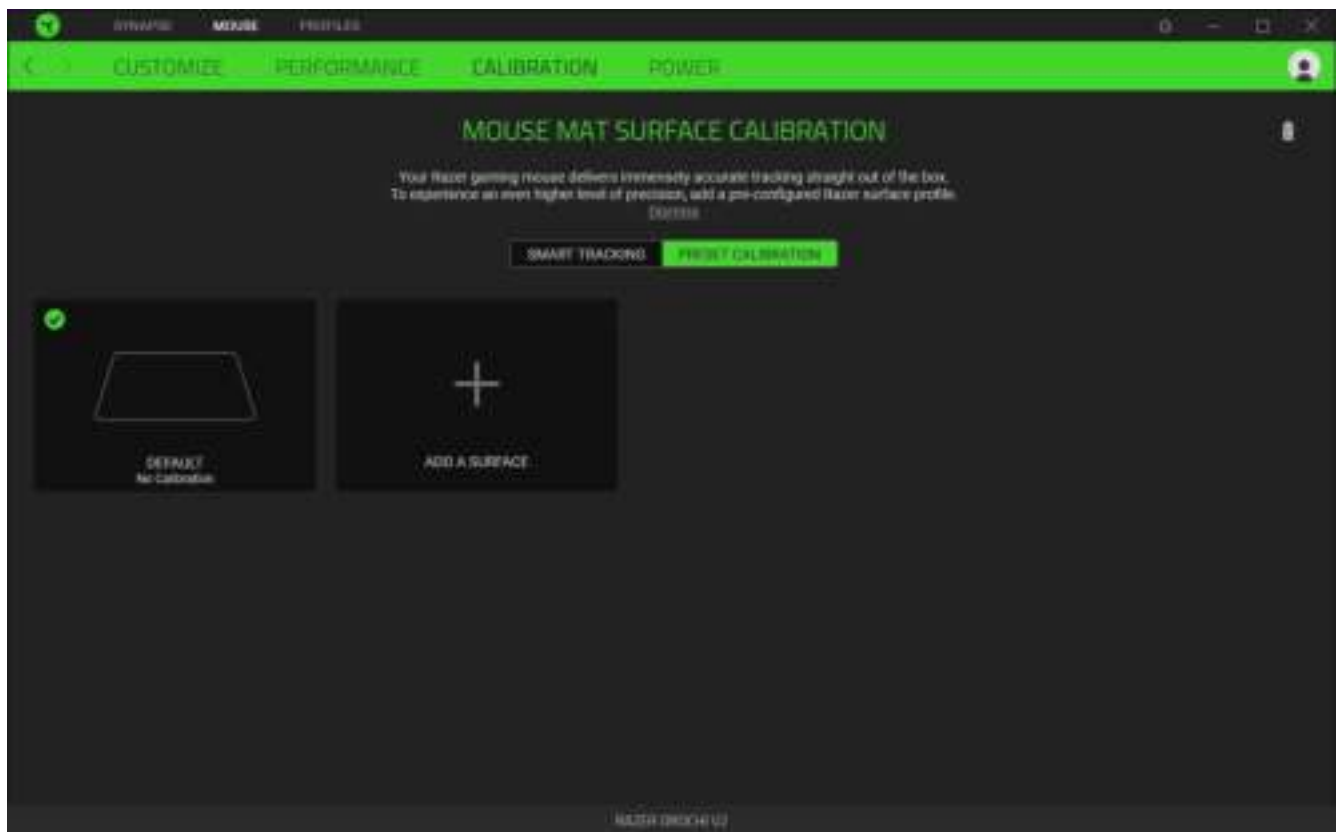 SYNAPSE MOUSE PROFILES
CUSTOMIZE PERFORMANCE CALIBRATION POWER
MOUSE MAT SURFACE CALIBRATION
Your Razer gaming mouse delivers immensely accurate tracking straight out of the box.
To experience an even higher level of precision, add a pre-configured Razer surface profile.
Dismiss
SMART TRACKING PRESET CALIBRATION
DEFAULT
No Calibration
ADD A SURFACE
RAZER OROCHI V2